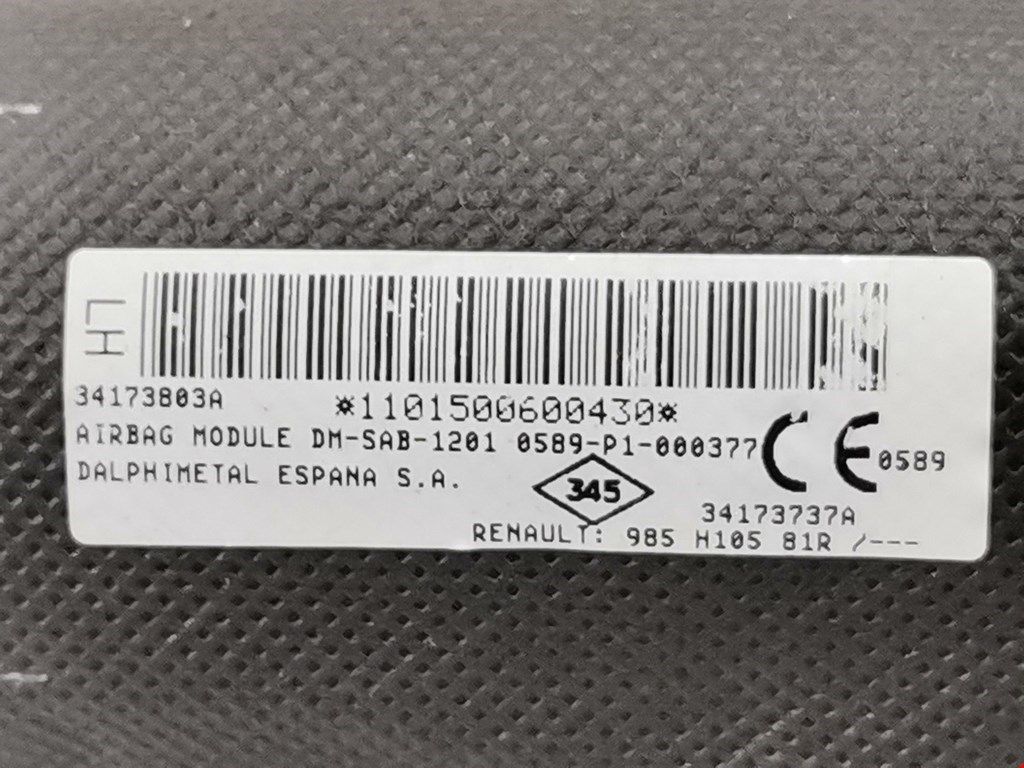 LH
34173803A
*1101500600430*
AIRBAG MODULE DM-SAB-1201 0589-P1-000377
CE 0589
DALPHIMETAL ESPANA S.A.
345
34173737A
RENAULT: 985 H105 81R /---